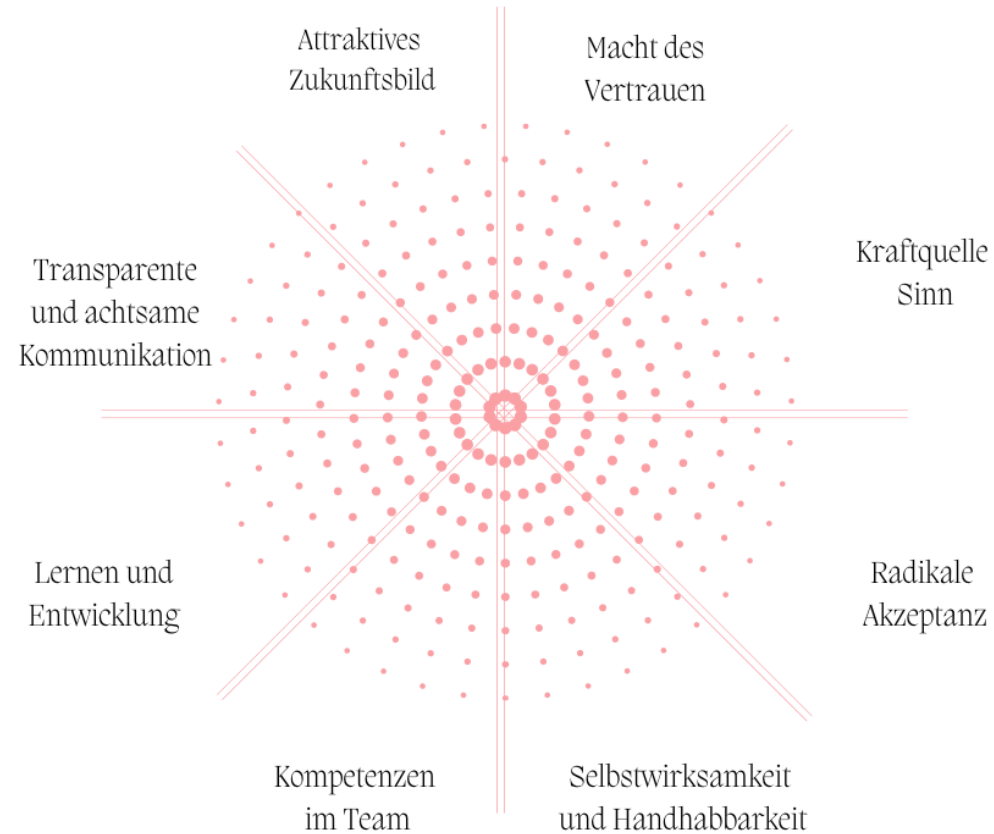 Attraktives
Zukunftsbild
Macht des
Vertrauen
Kraftquelle
Sinn
Transparente
und achtsame
Kommunikation
Lernen und
Entwicklung
Radikale
Akzeptanz
Kompetenzen
im Team
Selbstwirksamkeit
und Handhabbarkeit